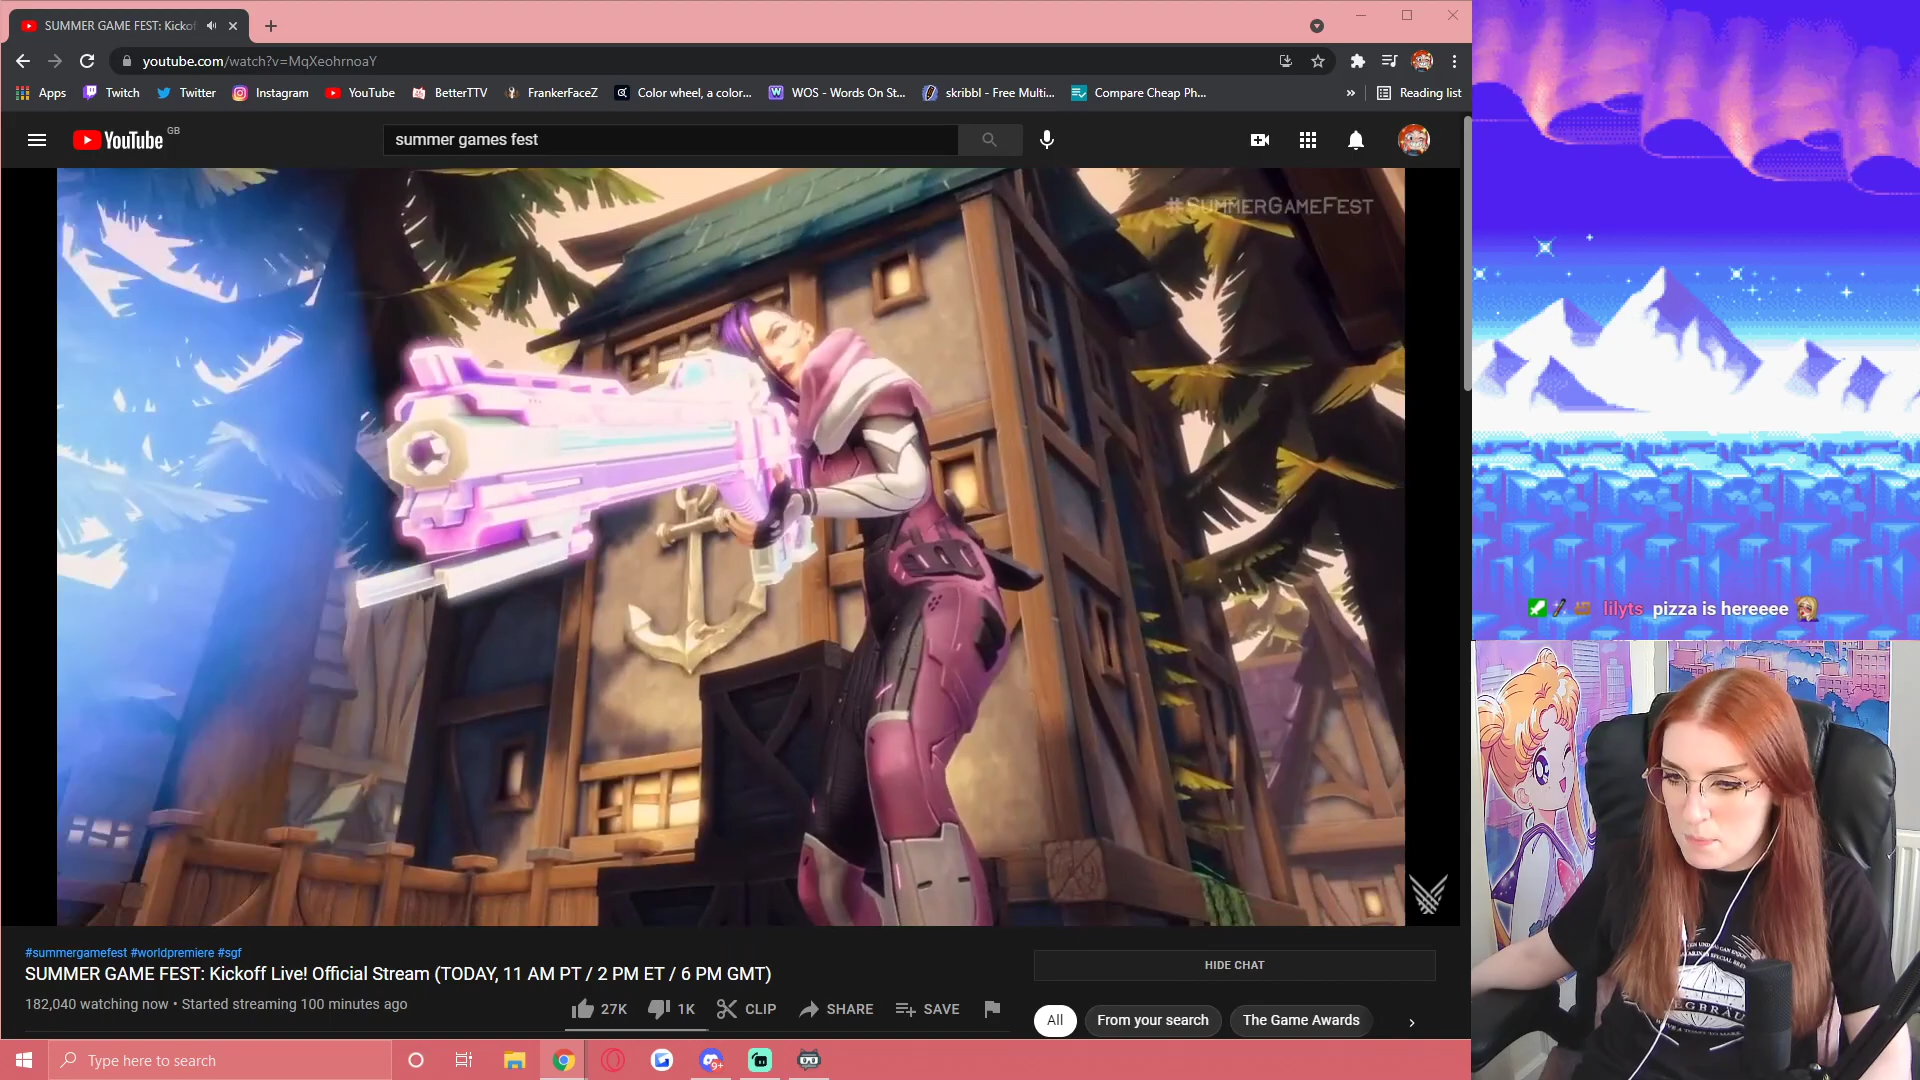 SUMMER GAME FEST: Kickof
youtube.com/watch?v=MqXeohrnoaY
Apps
Twitch
Twitter
Instagram
YouTube
BetterTTV
FrankerFaceZ
Color wheel, a color...
WOS - Words On St...
skribbl - Free Multi...
Compare Cheap Ph...
»
Reading list
YouTube GB
summer games fest
#SUMMERGAMEFEST
lilyts pizza is hereeee
#summergamefest #worldpremiere #sgf
SUMMER GAME FEST: Kickoff Live! Official Stream (TODAY, 11 AM PT / 2 PM ET / 6 PM GMT)
182,040 watching now • Started streaming 100 minutes ago
27K
1K
CLIP
SHARE
SAVE
HIDE CHAT
All
From your search
The Game Awards
Type here to search
9+